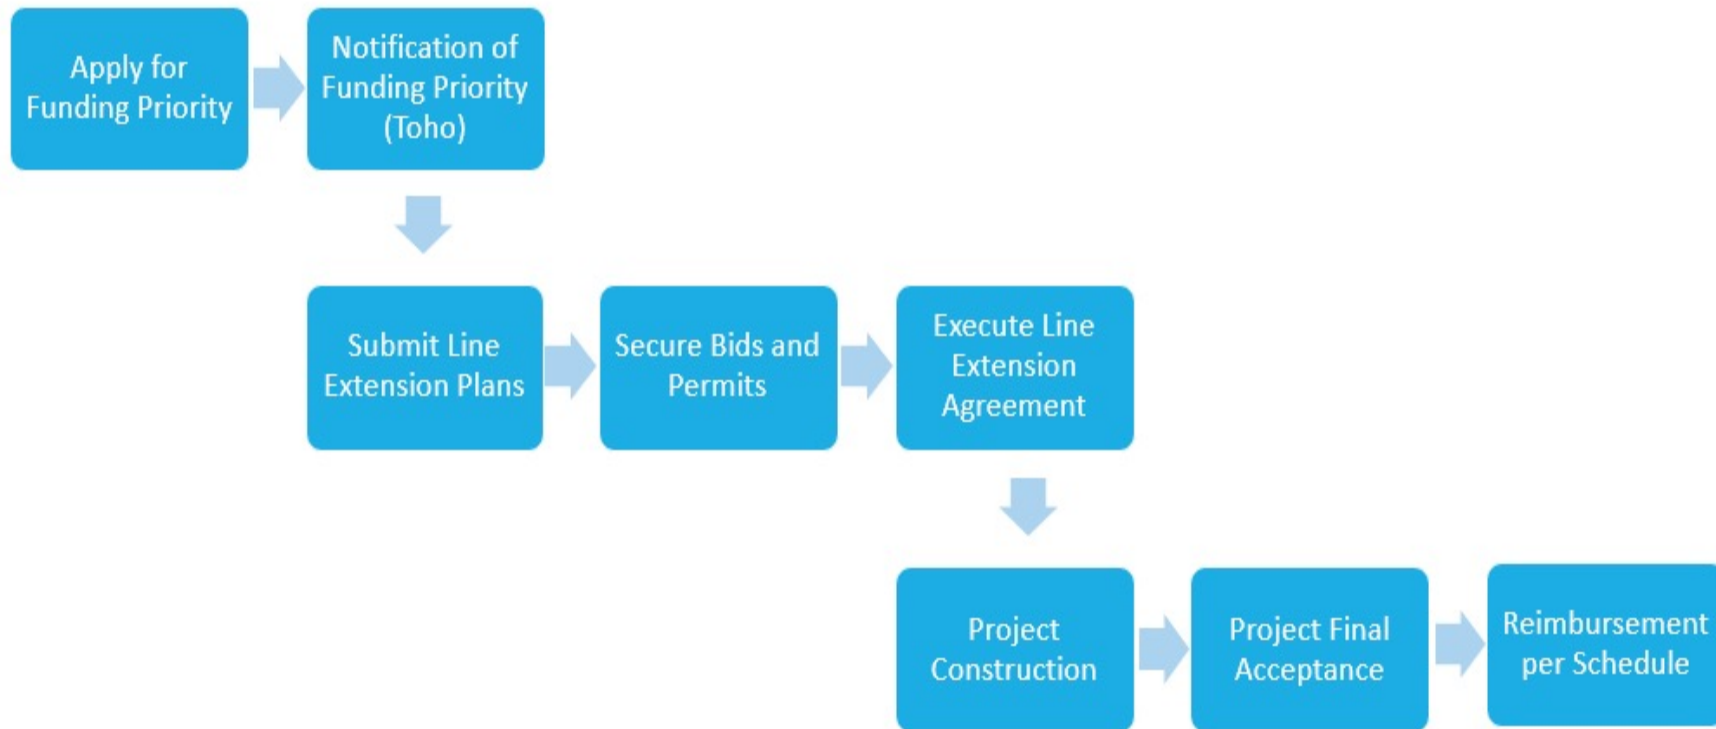 Apply for
Funding Priority
Notification of
Funding Priority
(Toho)
Submit Line
Extension Plans
Secure Bids and
Permits
Execute Line
Extension
Agreement
Project
Construction
Project Final
Acceptance
Reimbursement
per Schedule